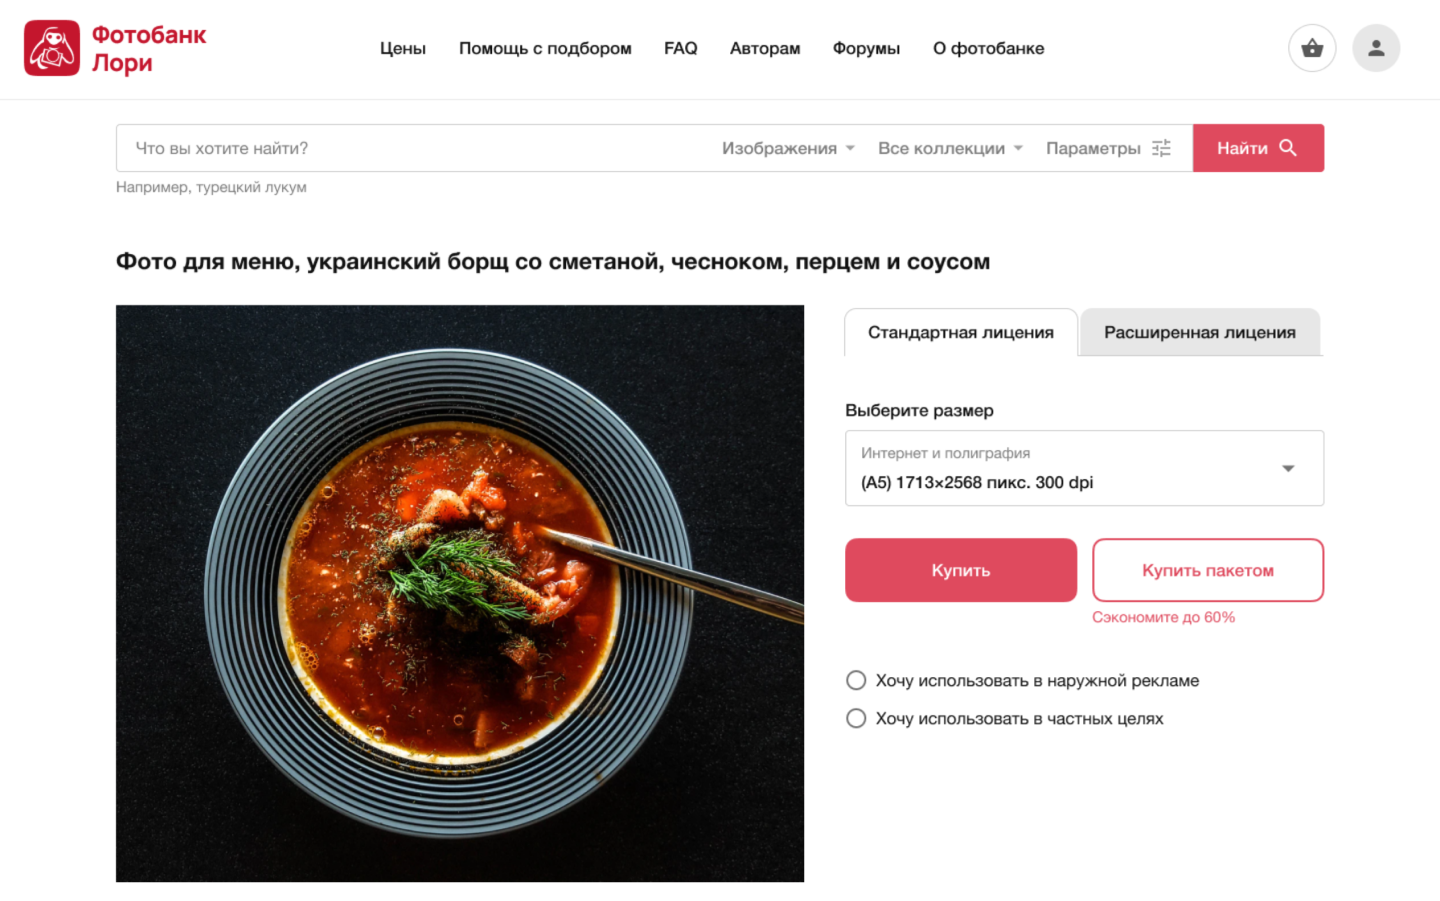 Фотобанк
Лори
Цены Помощь с подбором FAQ Авторам Форумы О фотобанке
Что вы хотите найти? Изображения Все коллекции Параметры Найти
Например, турецкий лукум
Фото для меню, украинский борщ со сметаной, чесноком, перцем и соусом
Стандартная лицения Расширенная лицения
Выберите размер
Интернет и полиграфия
(A5) 1713×2568 пикс. 300 dpi
Купить Купить пакетом
Сэкономите до 60%
Хочу использовать в наружной рекламе
Хочу использовать в частных целях